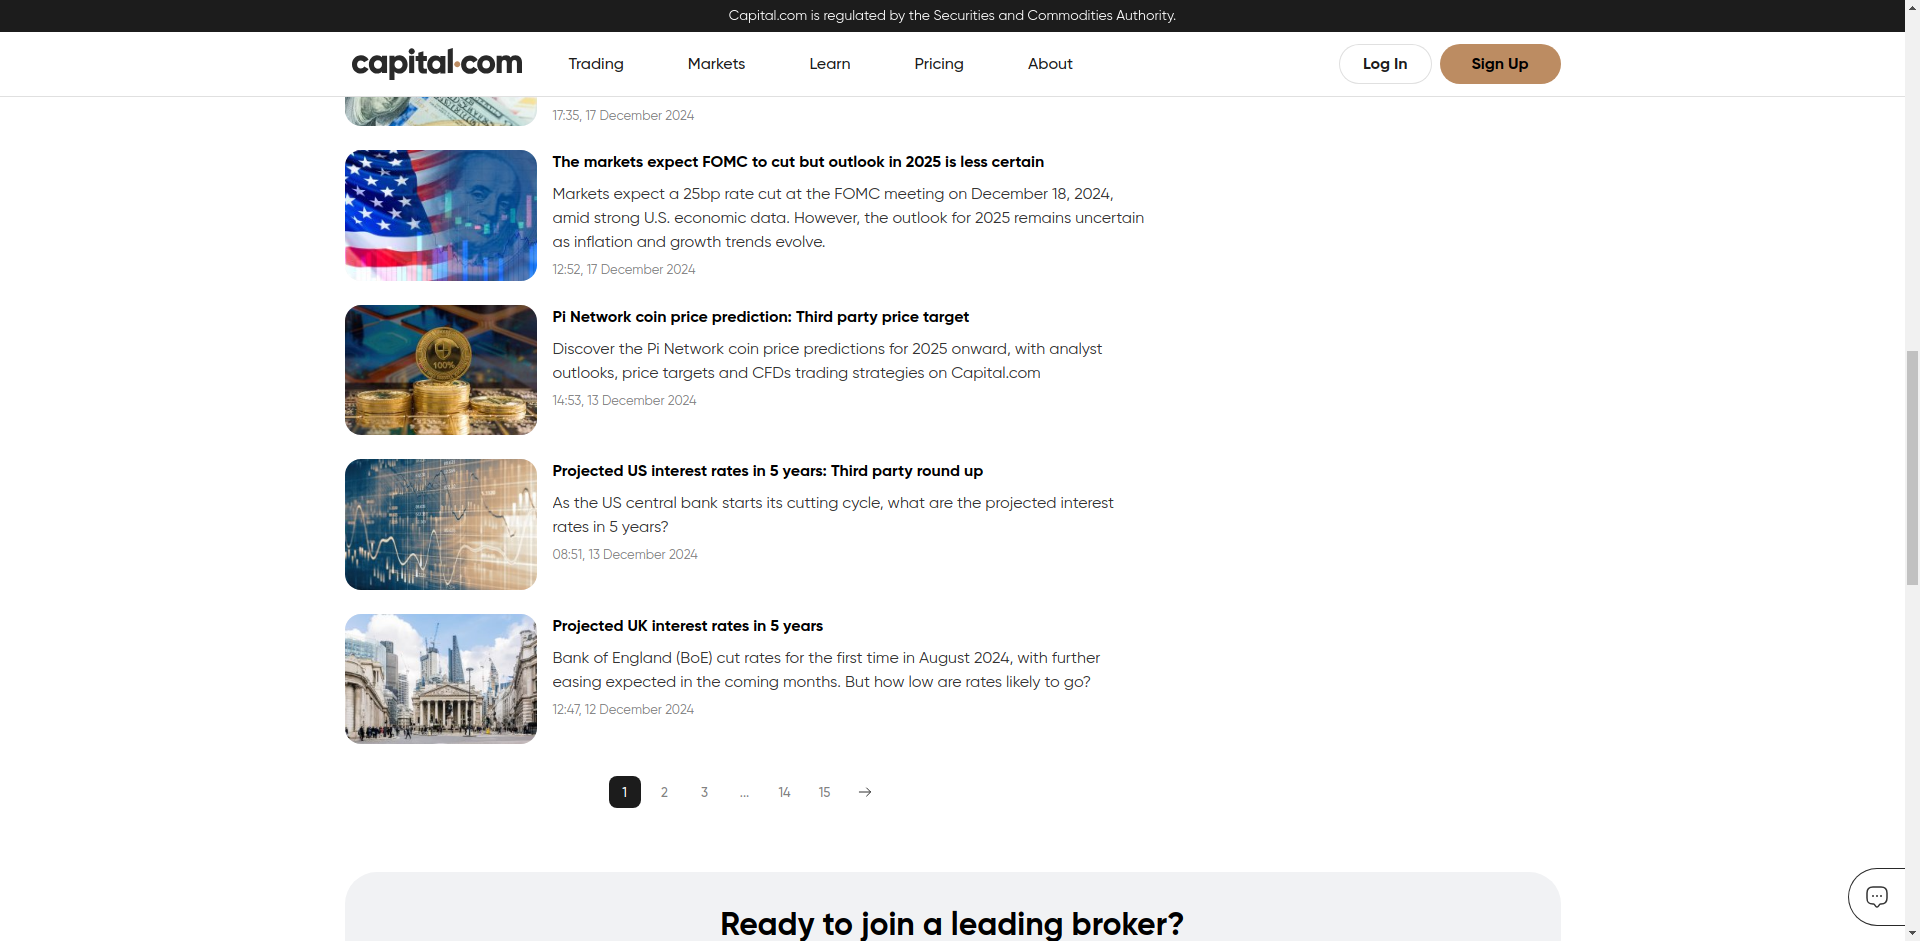 Capital.com is regulated by the Securities and Commodities Authority.
capital.com
Trading
Markets
Learn
Pricing
About
Log In
Sign Up
17:35, 17 December 2024
The markets expect FOMC to cut but outlook in 2025 is less certain
Markets expect a 25bp rate cut at the FOMC meeting on December 18, 2024,
amid strong U.S. economic data. However, the outlook for 2025 remains uncertain
as inflation and growth trends evolve.
12:52, 17 December 2024
100%
Pi Network coin price prediction: Third party price target
Discover the Pi Network coin price predictions for 2025 onward, with analyst
outlooks, price targets and CFDs trading strategies on Capital.com
14:53, 13 December 2024
Projected US interest rates in 5 years: Third party round up
As the US central bank starts its cutting cycle, what are the projected interest
rates in 5 years?
08:51, 13 December 2024
Projected UK interest rates in 5 years
Bank of England (BoE) cut rates for the first time in August 2024, with further
easing expected in the coming months. But how low are rates likely to go?
12:47, 12 December 2024
1
2
3
...
14
15
Ready to join a leading broker?